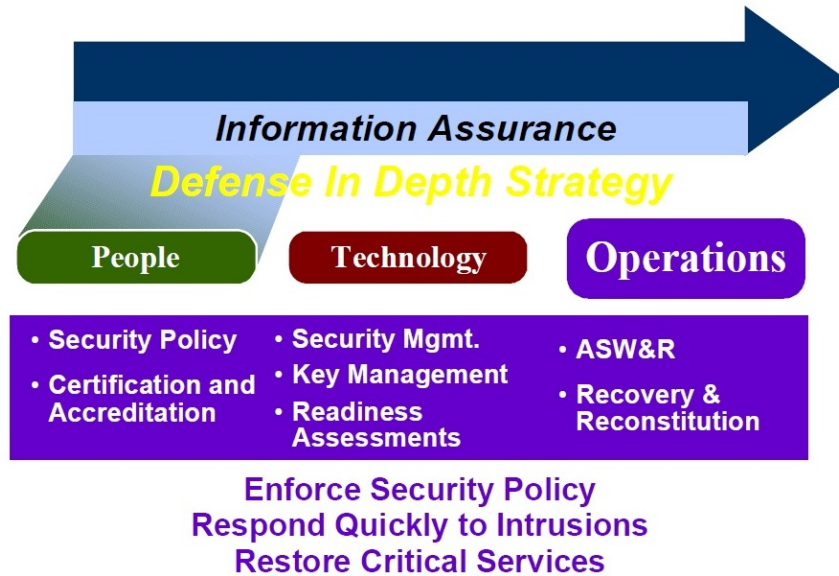 Information Assurance
Defense In Depth Strategy
People
Technology
Operations
• Security Policy
• Certification and
Accreditation
• Security Mgmt.
• Key Management
• Readiness
Assessments
• ASW&R
• Recovery &
Reconstitution
Enforce Security Policy
Respond Quickly to Intrusions
Restore Critical Services